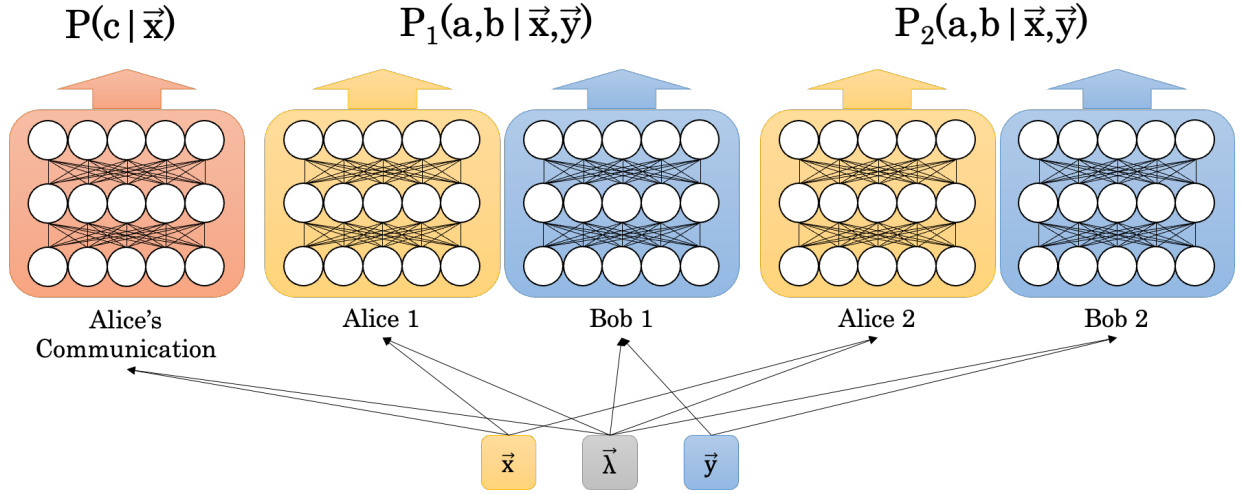 P(c|x⃗)
P₁(a,b|x⃗,y⃗)
P₂(a,b|x⃗,y⃗)
Alice's
Communication
Alice 1
Bob 1
Alice 2
Bob 2
x⃗
λ⃗
y⃗